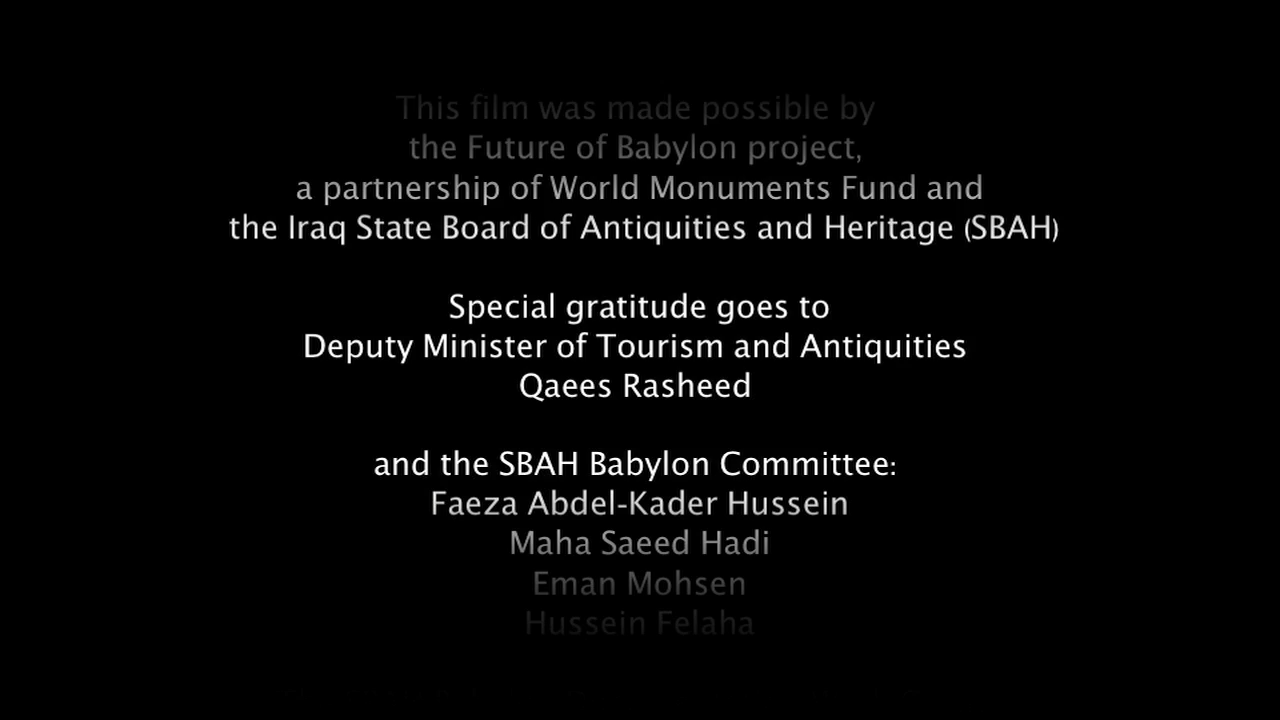 This film was made possible by
the Future of Babylon project,
a partnership of World Monuments Fund and
the Iraq State Board of Antiquities and Heritage (SBAH)
Special gratitude goes to
Deputy Minister of Tourism and Antiquities
Qaees Rasheed
and the SBAH Babylon Committee:
Faeza Abdel-Kader Hussein
Maha Saeed Hadi
Eman Mohsen
Hussein Felaha